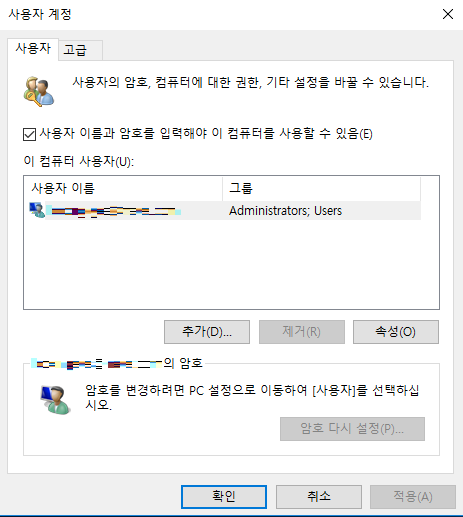 사용자 계정
사용자
고급
사용자의 암호, 컴퓨터에 대한 권한, 기타 설정을 바꿀 수 있습니다.
사용자 이름과 암호를 입력해야 이 컴퓨터를 사용할 수 있음(E)
이 컴퓨터 사용자(U):
사용자 이름 그룹
Administrators; Users
추가(D)... 제거(R) 속성(O)
의 암호
암호를 변경하려면 PC 설정으로 이동하여 [사용자]를 선택하십
시오.
암호 다시 설정(P)...
확인 취소 적용(A)